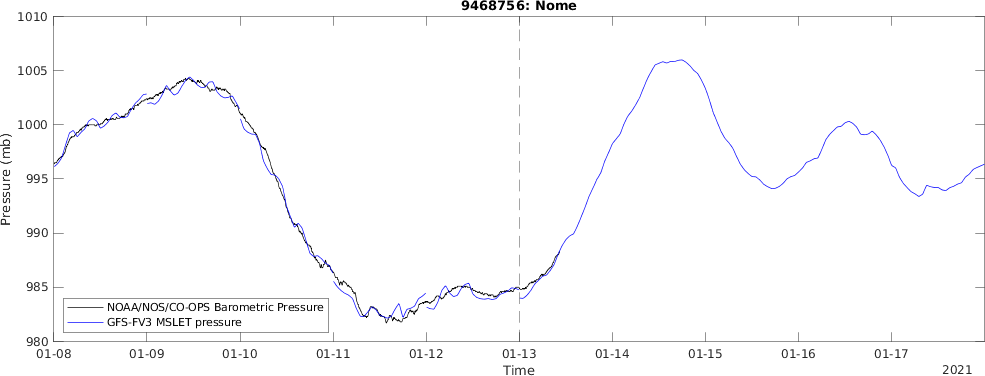 9468756: Nome
1010
1005
1000
995
990
985
980
Pressure (mb)
NOAA/NOS/CO-OPS Barometric Pressure
GFS-FV3 MSLET pressure
01-08 01-09 01-10 01-11 01-12 01-13 01-14 01-15 01-16 01-17
Time
2021